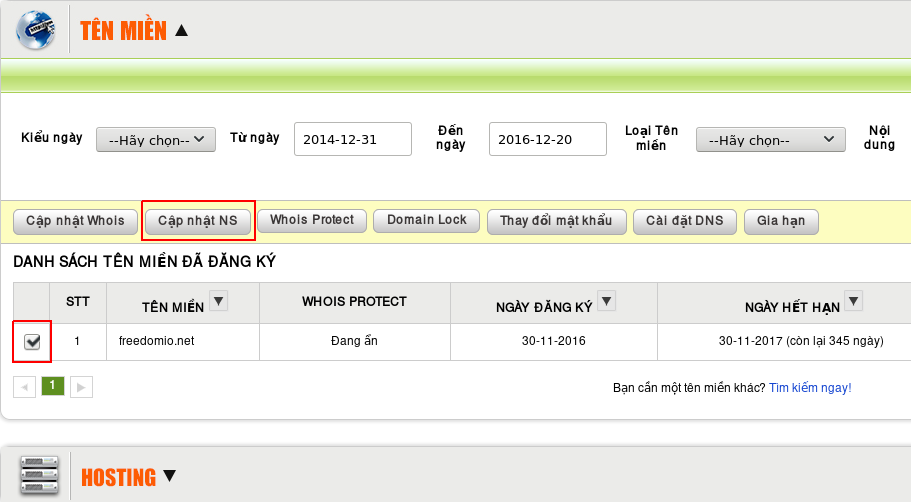 TÊN MIỀN
Kiểu ngày --Hãy chọn-- Từ ngày 2014-12-31 Đến ngày 2016-12-20 Loại Tên miền --Hãy chọn-- Nội dung
Cập nhật Whois Cập nhật NS Whois Protect Domain Lock Thay đổi mật khẩu Cài đặt DNS Gia hạn
DANH SÁCH TÊN MIỀN ĐÃ ĐĂNG KÝ
STT TÊN MIỀN WHOIS PROTECT NGÀY ĐĂNG KÝ NGÀY HẾT HẠN
1 freedomio.net Đang ẩn 30-11-2016 30-11-2017 (còn lại 345 ngày)
1 Bạn cần một tên miền khác? Tìm kiếm ngay!
HOSTING